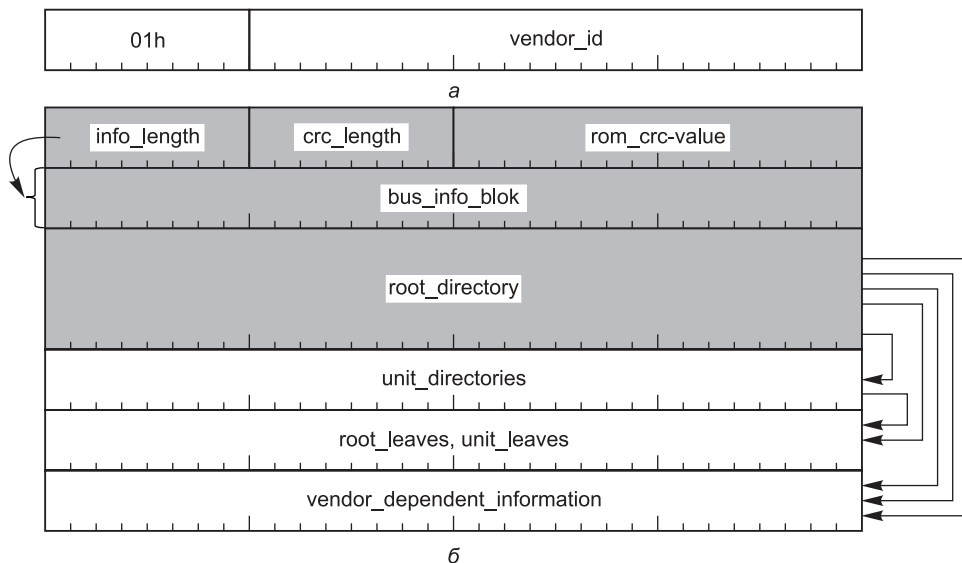 01h vendor_id
а
info_length crc_length rom_crc-value
bus_info_blok
root_directory
unit_directories
root_leaves, unit_leaves
vendor_dependent_information
б